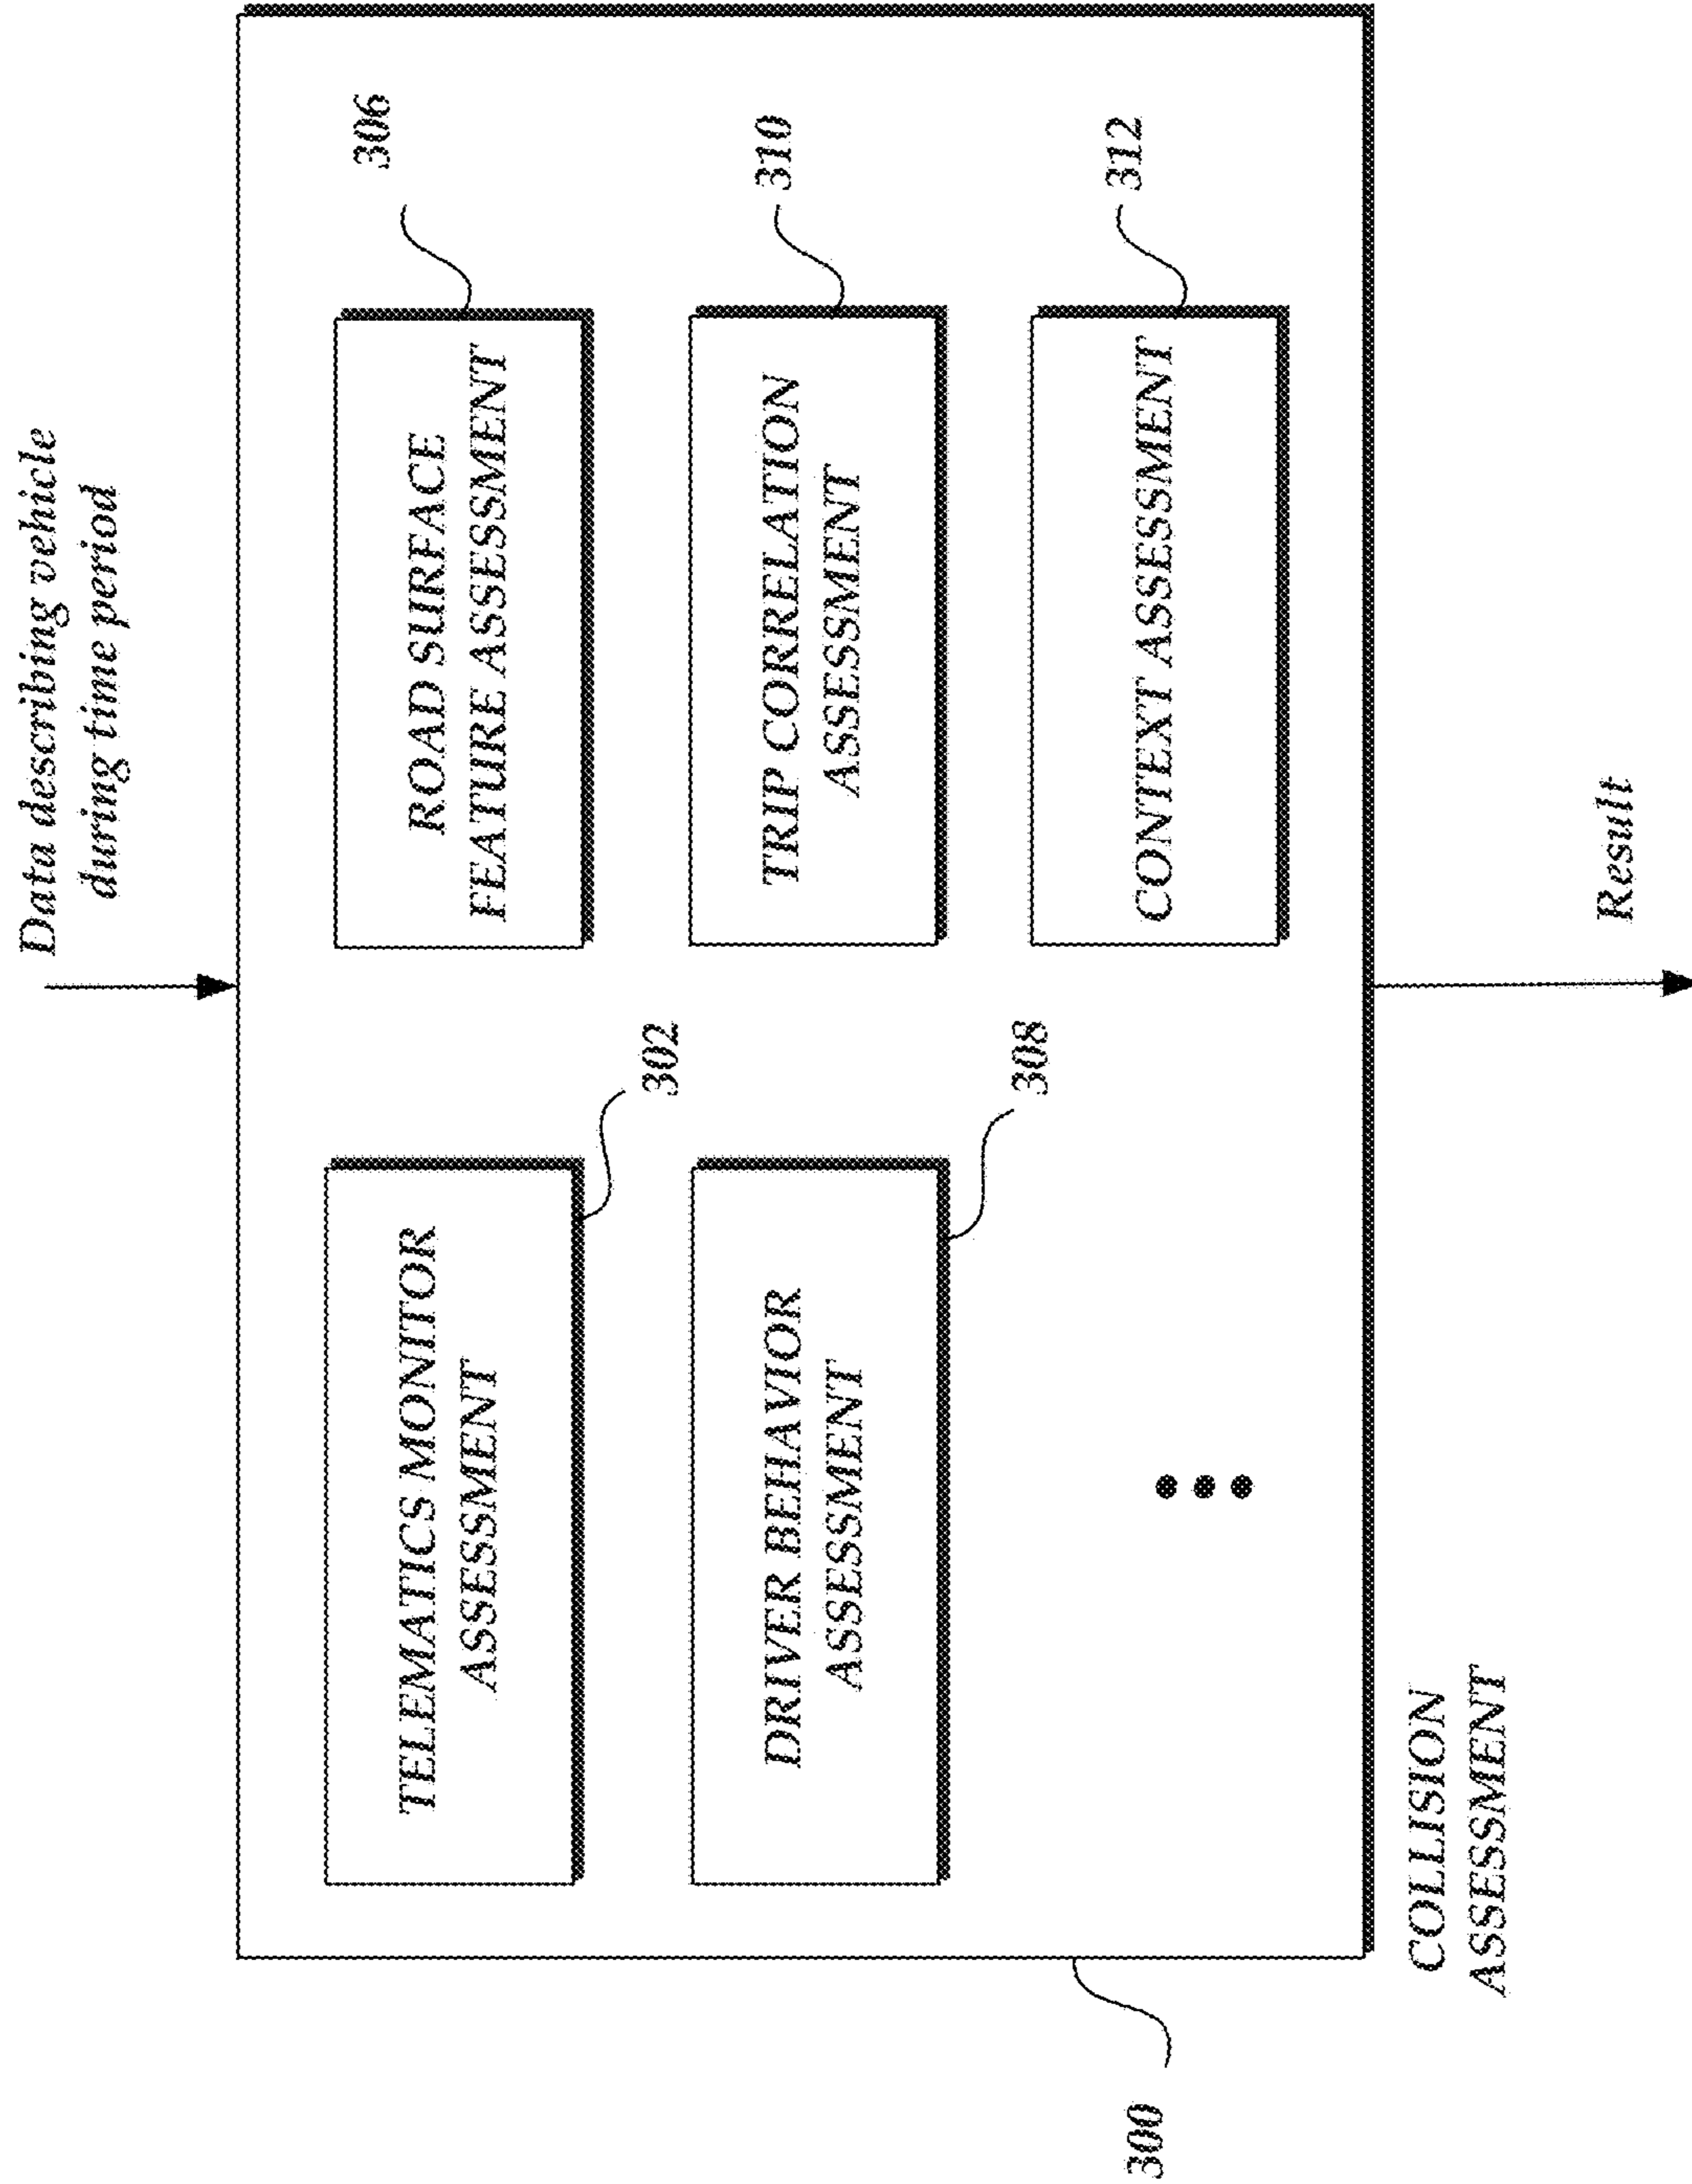 Data describing vehicle
during time period
TELEMATICS MONITOR
ASSESSMENT
302
ROAD SURFACE
FEATURE ASSESSMENT
306
DRIVER BEHAVIOR
ASSESSMENT
308
TRIP CORRELATION
ASSESSMENT
310
CONTEXT ASSESSMENT
312
300
COLLISION
ASSESSMENT
Result